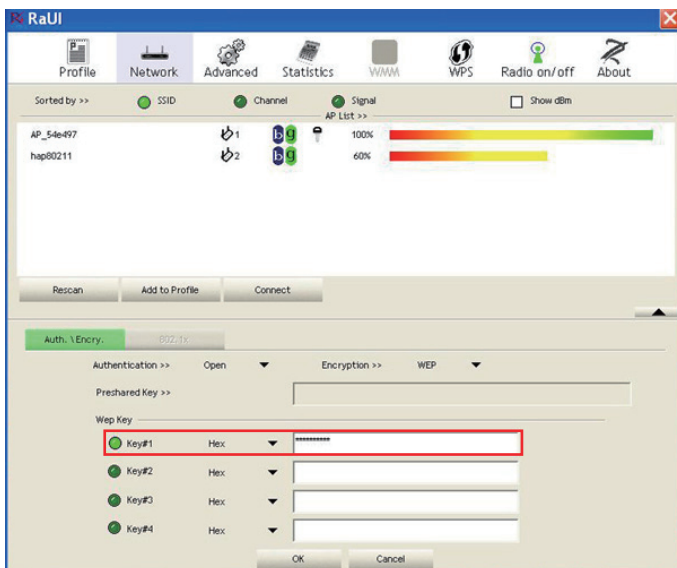 RaUI
Profile Network Advanced Statistics WMM WPS Radio on/off About
Sorted by >> SSID Channel Signal Show dBm
AP List >>
AP_54e497 1 b g 100%
hap80211 2 b g 60%
Rescan Add to Profile Connect
Auth. \ Encry. 802.1x
Authentication >> Open Encryption >> WEP
Preshared Key >>
Wep Key
Key#1 Hex **********
Key#2 Hex
Key#3 Hex
Key#4 Hex
OK Cancel